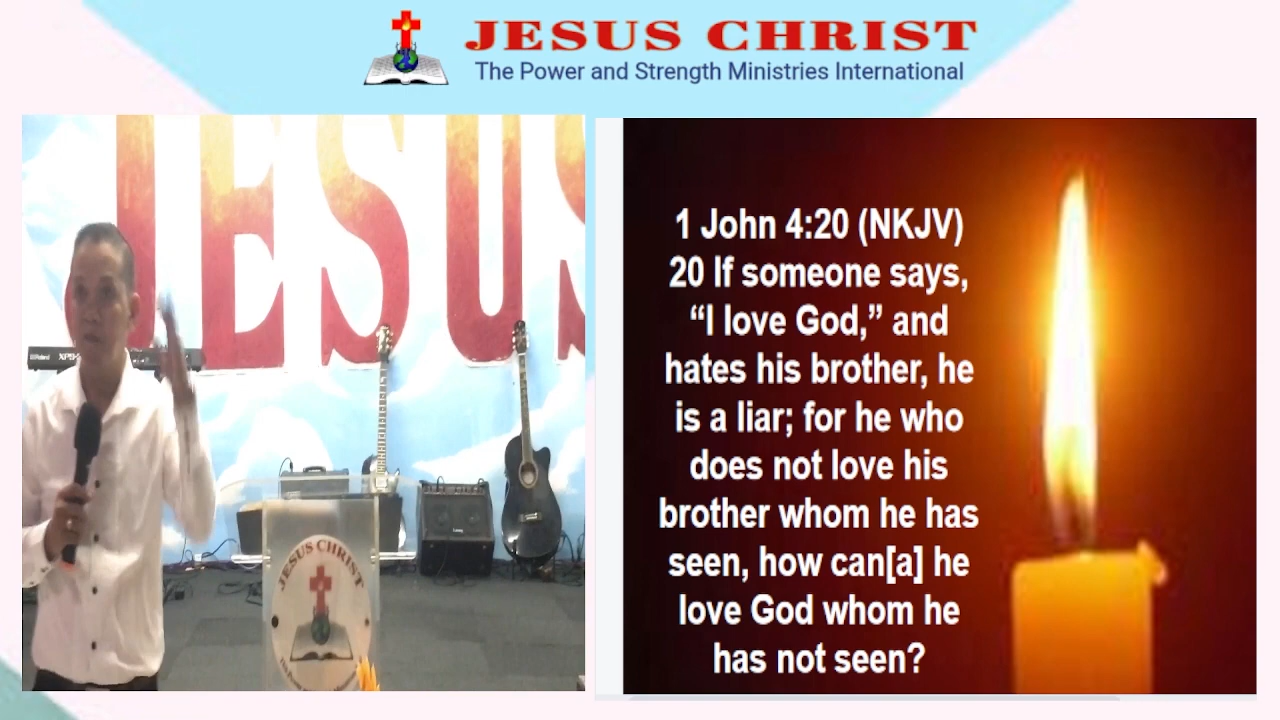 JESUS CHRIST
The Power and Strength Ministries International
JESUS
Roland XPS-
JESUS CHRIST
1 John 4:20 (NKJV)
20 If someone says,
“I love God,” and
hates his brother, he
is a liar; for he who
does not love his
brother whom he has
seen, how can[a] he
love God whom he
has not seen?